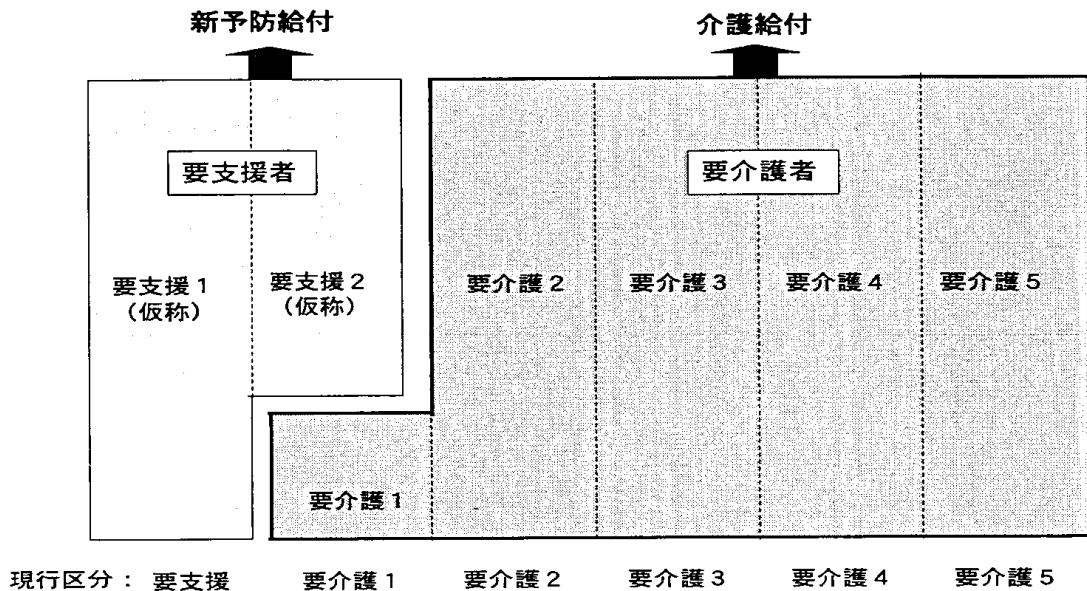 新予防給付
介護給付
要支援者
要介護者
要支援1
(仮称)
要支援2
(仮称)
要介護2
要介護3
要介護4
要介護5
要介護1
現行区分: 要支援 要介護1 要介護2 要介護3 要介護4 要介護5